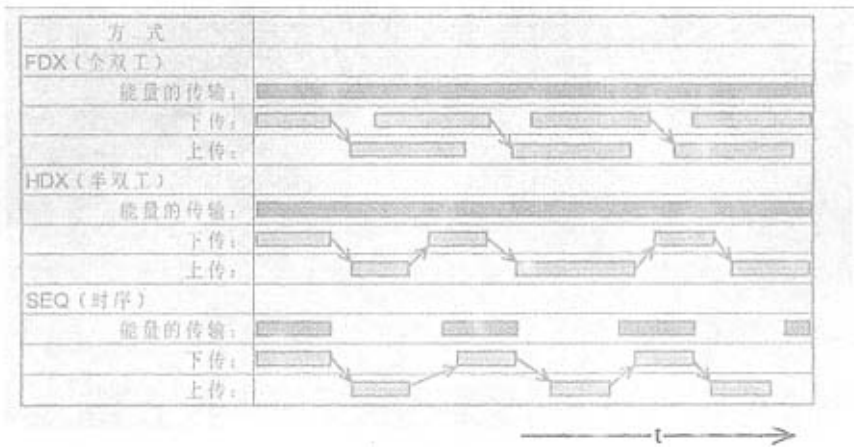 方 式
FDX（全双工）
能量的传输：
下传：
上传：
HDX（半双工）
能量的传输：
下传：
上传：
SEQ（时序）
能量的传输：
下传：
上传：
t